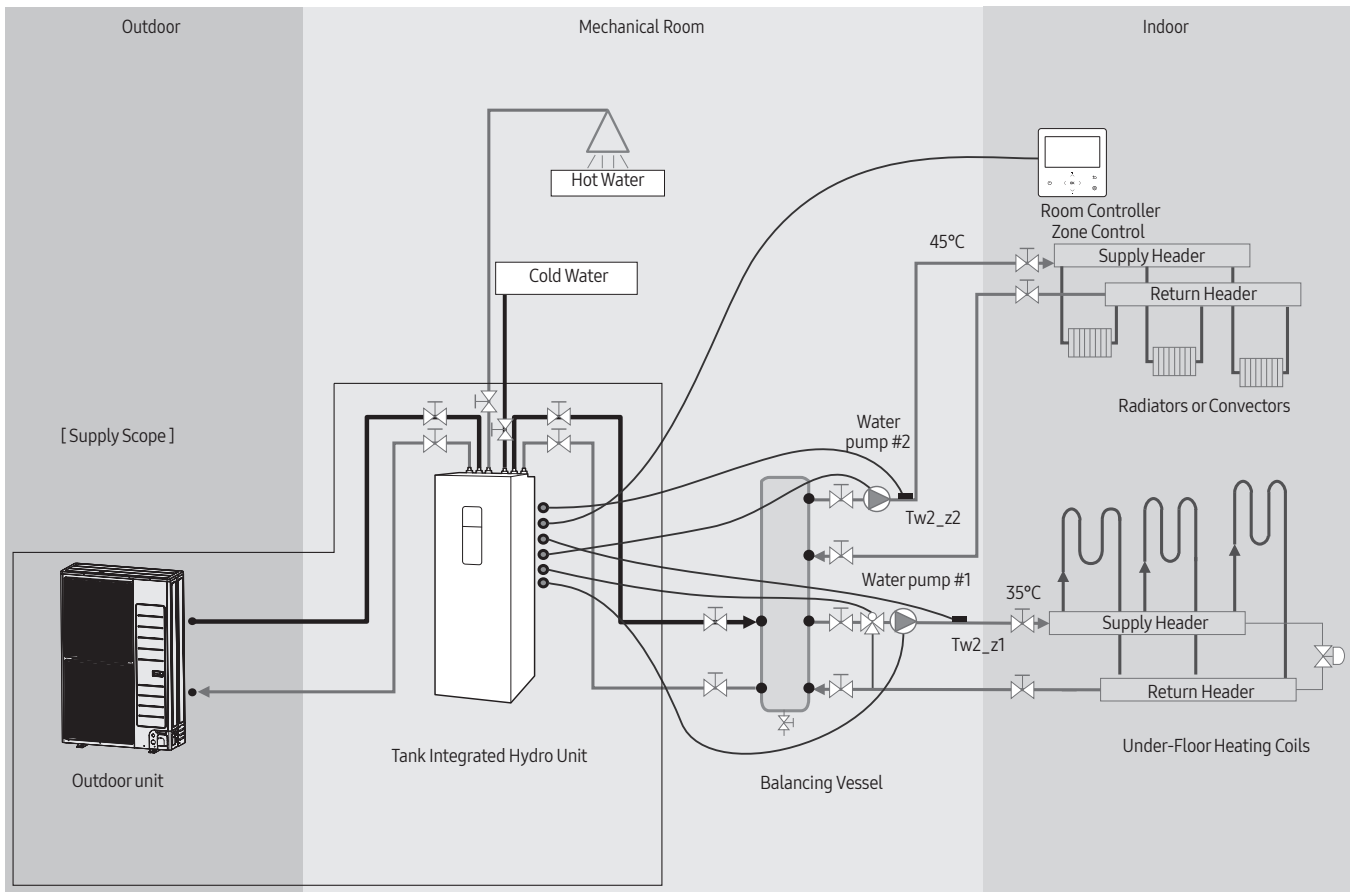 Outdoor
Mechanical Room
Indoor
Hot Water
Room Controller
Zone Control
45°C
Supply Header
Cold Water
Return Header
Radiators or Convectors
[ Supply Scope ]
Water
pump #2
Tw2_z2
Water pump #1
35°C
Supply Header
Tw2_z1
Return Header
Under-Floor Heating Coils
Tank Integrated Hydro Unit
Outdoor unit
Balancing Vessel